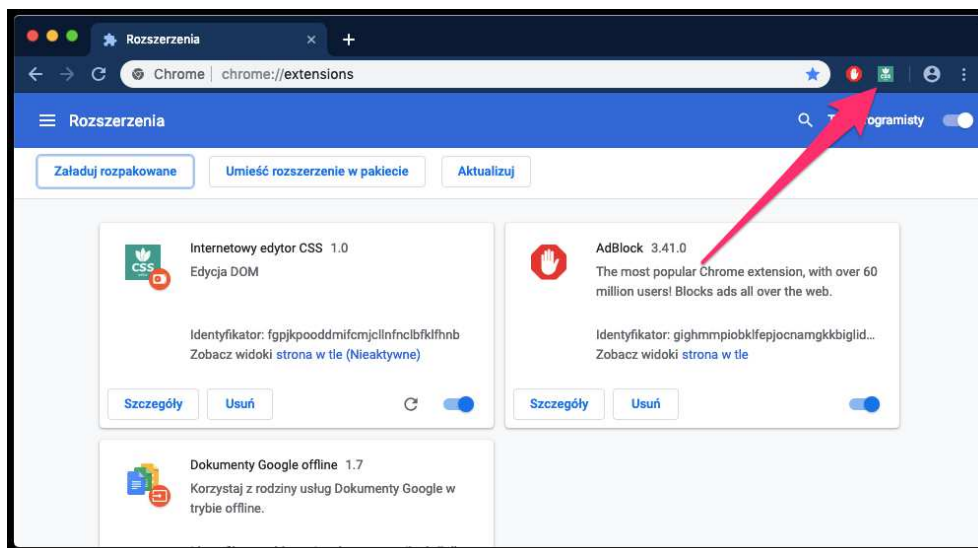 Rozszerzenia
Chrome | chrome://extensions
Rozszerzenia
Załaduj rozpakowane
Umieść rozszerzenie w pakiecie
Aktualizuj
CSS
Internetowy edytor CSS 1.0
Edycja DOM
Identyfikator: fgpjkpooddmifcmjcllnfnclbfklfhnb
Zobacz widoki strona w tle (Nieaktywne)
Szczegóły
Usuń
AdBlock 3.41.0
The most popular Chrome extension, with over 60
million users! Blocks ads all over the web.
Identyfikator: gighmmpiobklfepjocnamgkkbiglid...
Zobacz widoki strona w tle
Szczegóły
Usuń
Dokumenty Google offline 1.7
Korzystaj z rodziny usług Dokumenty Google w
trybie offline.